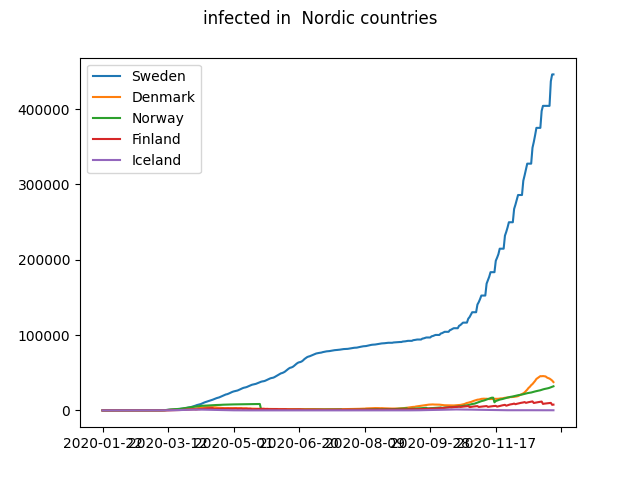 infected in  Nordic countries
Sweden
Denmark
Norway
Finland
Iceland
400000
300000
200000
100000
0
2020-01-22 2020-03-12 2020-05-01 2020-06-20 2020-08-09 2020-09-28 2020-11-17